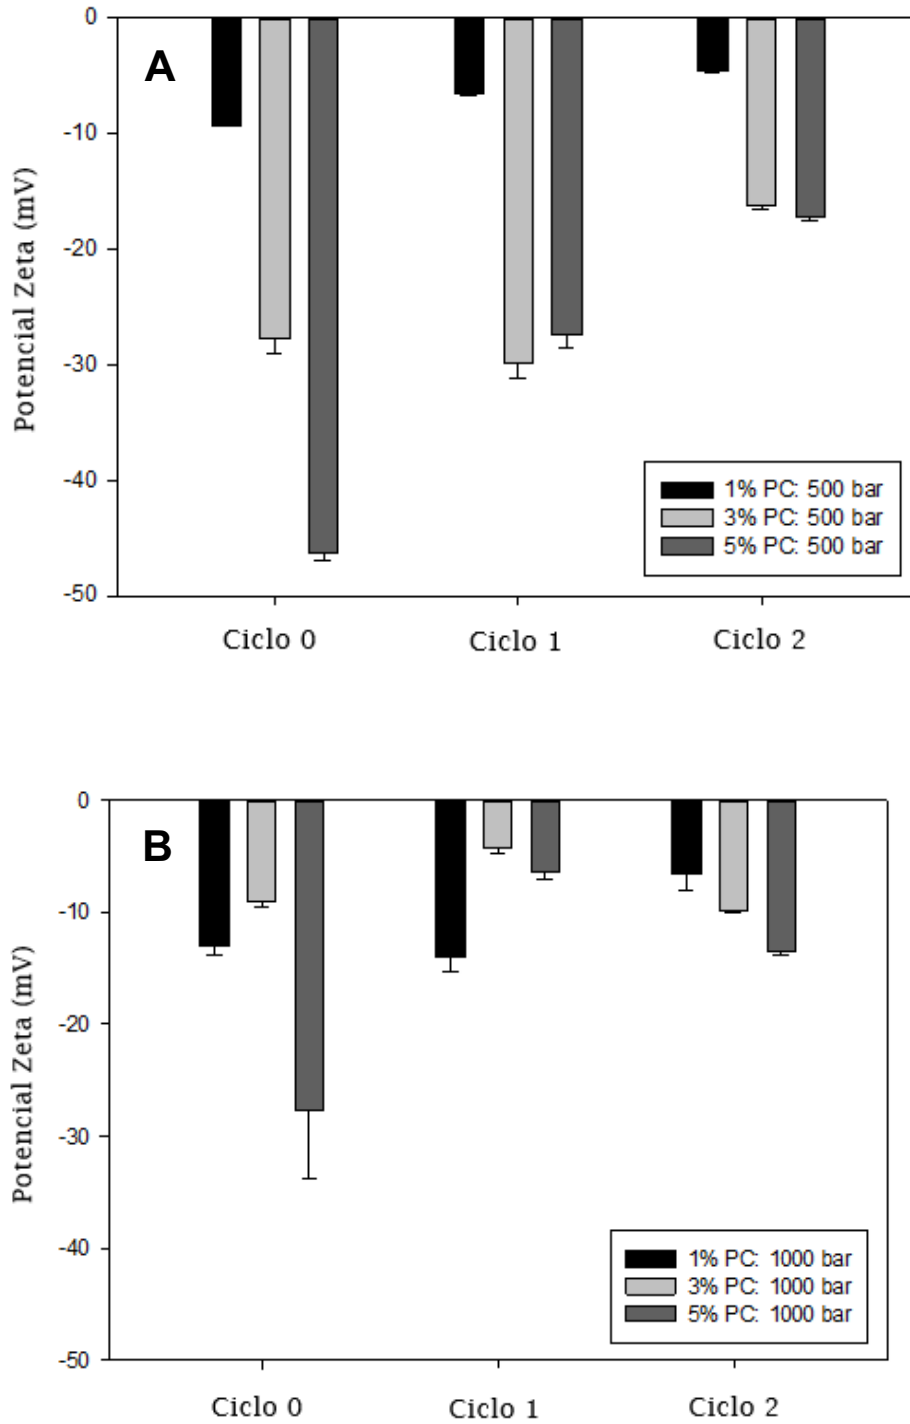 A
Potencial Zeta (mV)
0
-10
-20
-30
-40
-50
1% PC: 500 bar
3% PC: 500 bar
5% PC: 500 bar
Ciclo 0
Ciclo 1
Ciclo 2
B
Potencial Zeta (mV)
0
-10
-20
-30
-40
-50
1% PC: 1000 bar
3% PC: 1000 bar
5% PC: 1000 bar
Ciclo 0
Ciclo 1
Ciclo 2